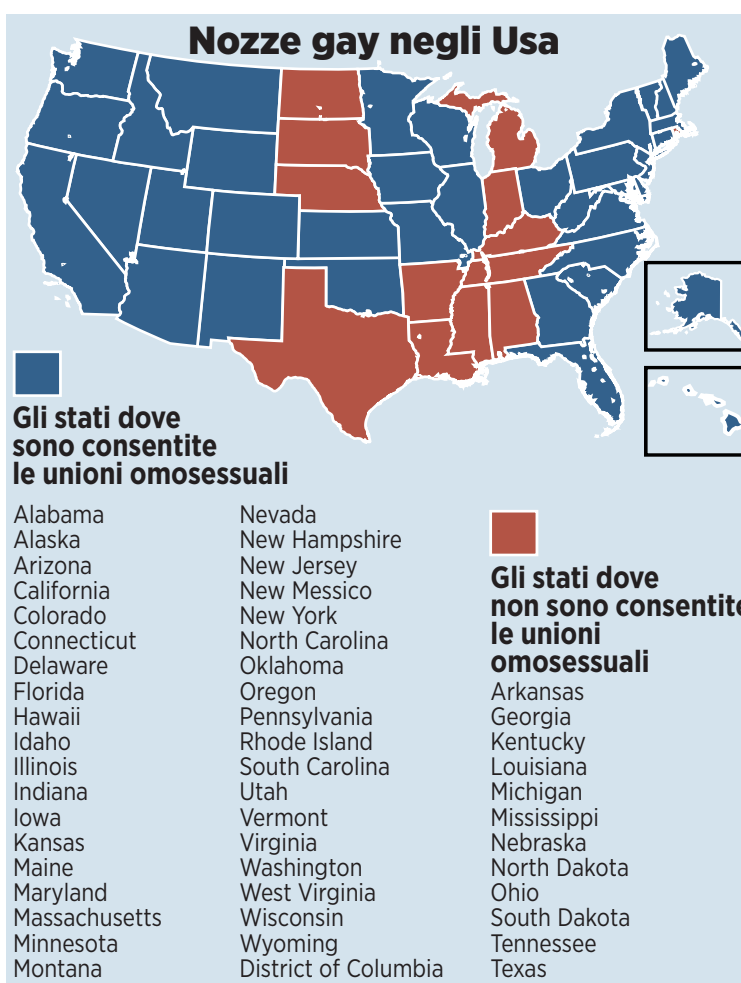 Nozze gay negli Usa
Gli stati dove
sono consentite
le unioni omosessuali
Alabama
Alaska
Arizona
California
Colorado
Connecticut
Delaware
Florida
Hawaii
Idaho
Illinois
Indiana
Iowa
Kansas
Maine
Maryland
Massachusetts
Minnesota
Montana
Nevada
New Hampshire
New Jersey
New Messico
New York
North Carolina
Oklahoma
Oregon
Pennsylvania
Rhode Island
South Carolina
Utah
Vermont
Virginia
Washington
West Virginia
Wisconsin
Wyoming
District of Columbia
Gli stati dove
non sono consentite
le unioni
omosessuali
Arkansas
Georgia
Kentucky
Louisiana
Michigan
Mississippi
Nebraska
North Dakota
Ohio
South Dakota
Tennessee
Texas